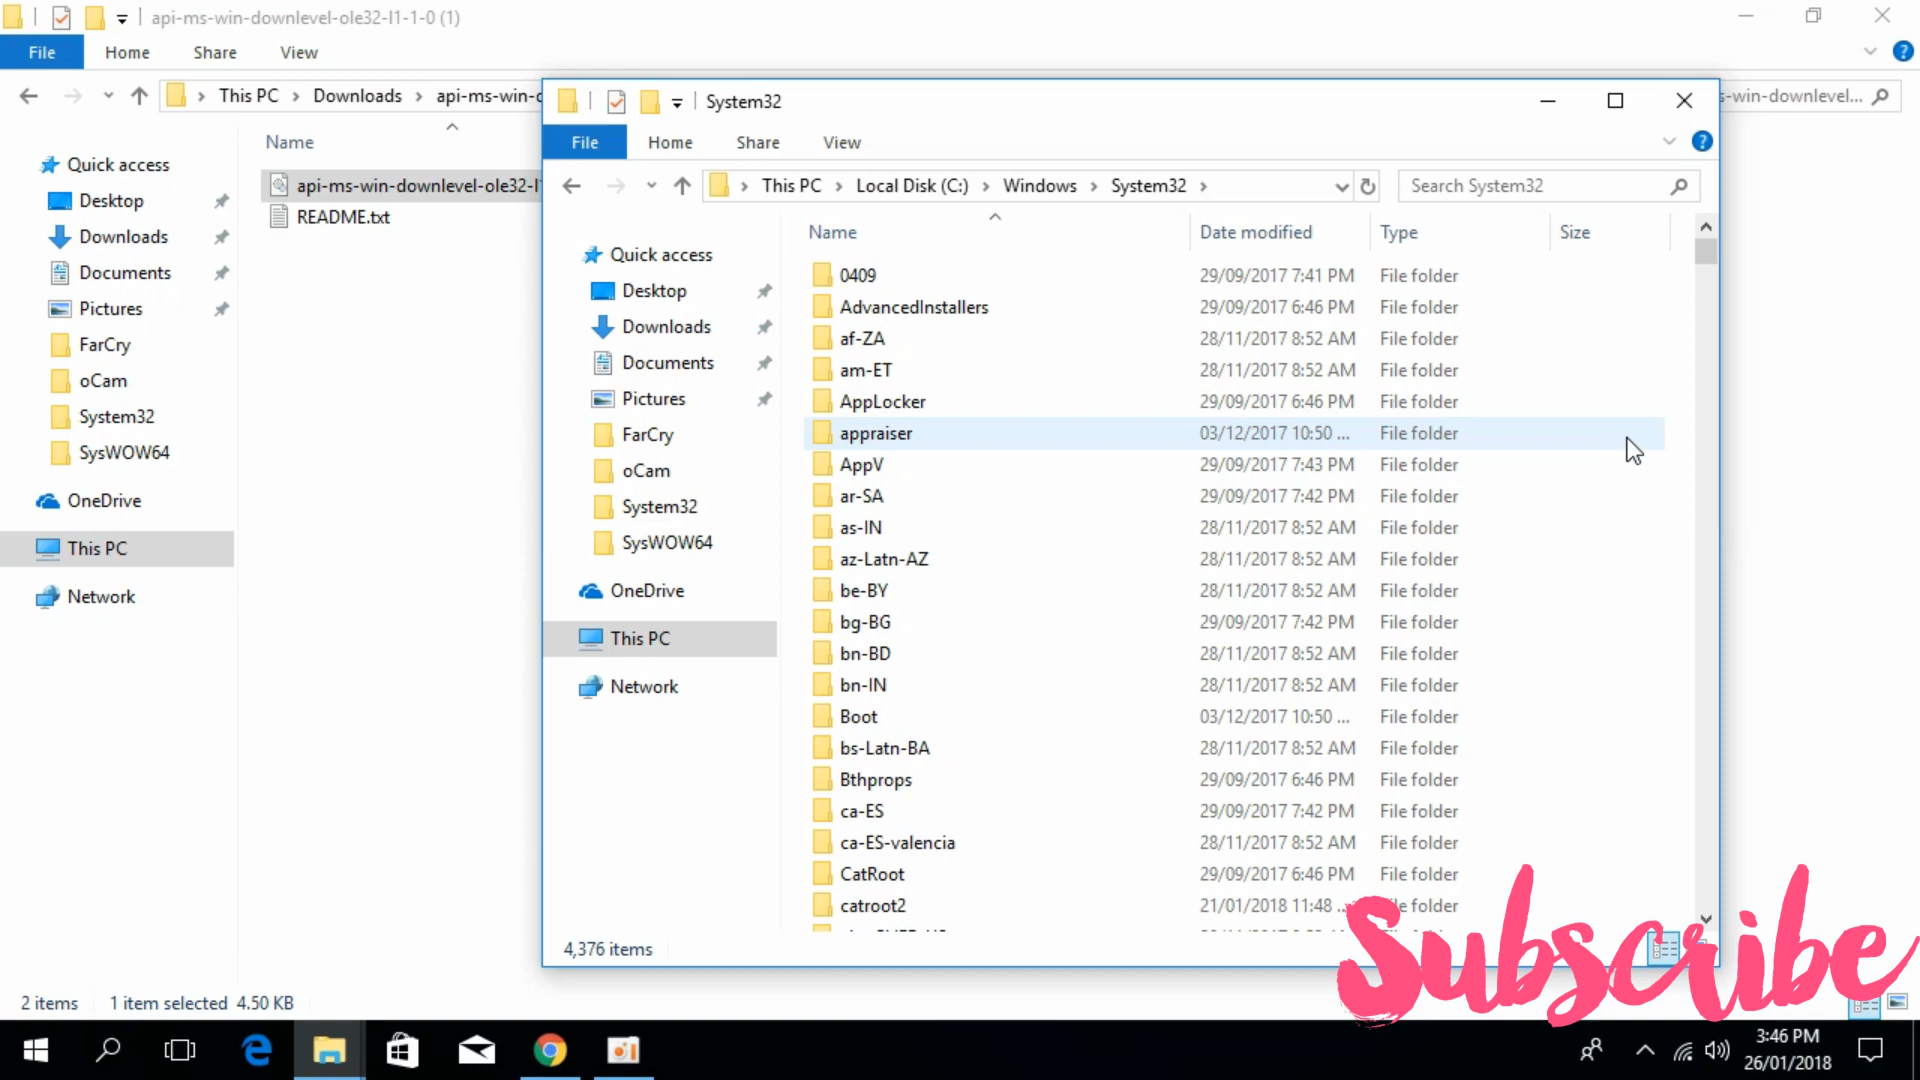 api-ms-win-downlevel-ole32-l1-1-0 (1)
File Home Share View
This PC Downloads
Name
Quick access
Desktop
Downloads
Documents
Pictures
FarCry
oCam
System32
SysWOW64
OneDrive
This PC
Network
README.txt
2 items 1 item selected 4.50 KB
System32
File Home Share View
This PC Local Disk (C:) Windows System32
Search System32
Quick access
Desktop
Downloads
Documents
Pictures
FarCry
oCam
System32
SysWOW64
OneDrive
This PC
Network
Name Date modified Type Size
0409 29/09/2017 7:41 PM File folder
AdvancedInstallers 29/09/2017 6:46 PM File folder
af-ZA 28/11/2017 8:52 AM File folder
am-ET 28/11/2017 8:52 AM File folder
AppLocker 29/09/2017 6:46 PM File folder
appraiser 03/12/2017 10:50 ... File folder
AppV 29/09/2017 7:43 PM File folder
ar-SA 29/09/2017 7:42 PM File folder
as-IN 28/11/2017 8:52 AM File folder
az-Latn-AZ 28/11/2017 8:52 AM File folder
be-BY 28/11/2017 8:52 AM File folder
bg-BG 29/09/2017 7:42 PM File folder
bn-BD 28/11/2017 8:52 AM File folder
bn-IN 28/11/2017 8:52 AM File folder
Boot 03/12/2017 10:50 ... File folder
bs-Latn-BA 28/11/2017 8:52 AM File folder
Bthprops 29/09/2017 6:46 PM File folder
ca-ES 29/09/2017 7:42 PM File folder
ca-ES-valencia 28/11/2017 8:52 AM File folder
CatRoot 29/09/2017 6:46 PM File folder
catroot2 21/01/2018 11:48 folder
4,376 items
Subscribe
3:46 PM
26/01/2018